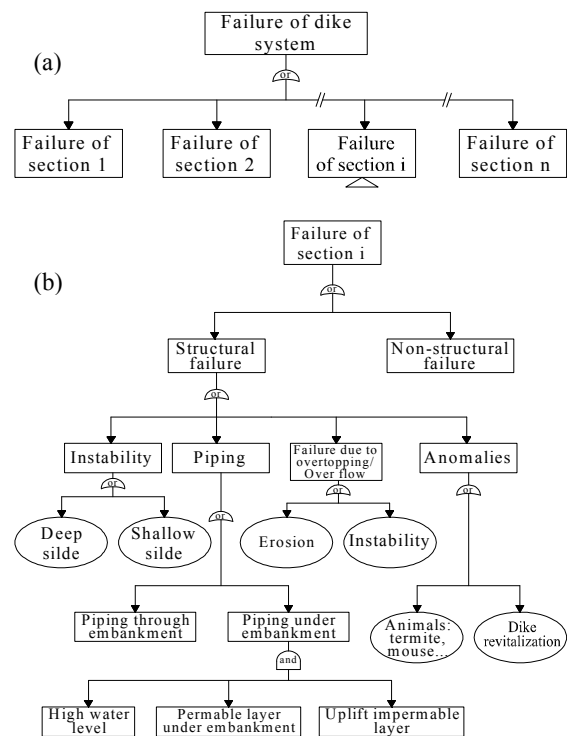 Failure of dike
system
(a)
or
Failure of
section 1
Failure of
section 2
Failure
of section i
Failure of
section n
Failure of
section i
(b)
or
Structural
failure
Non-structural
failure
or
Instability
Piping
Failure due to
overtopping/
Over flow
Anomalies
or
or
or
or
Deep
silde
Shallow
silde
Erosion
Instability
Piping through
embankment
Piping under
embankment
Animals:
termite,
mouse...
Dike
revitalization
and
High water
level
Permable layer
under embankment
Uplift impermable
layer